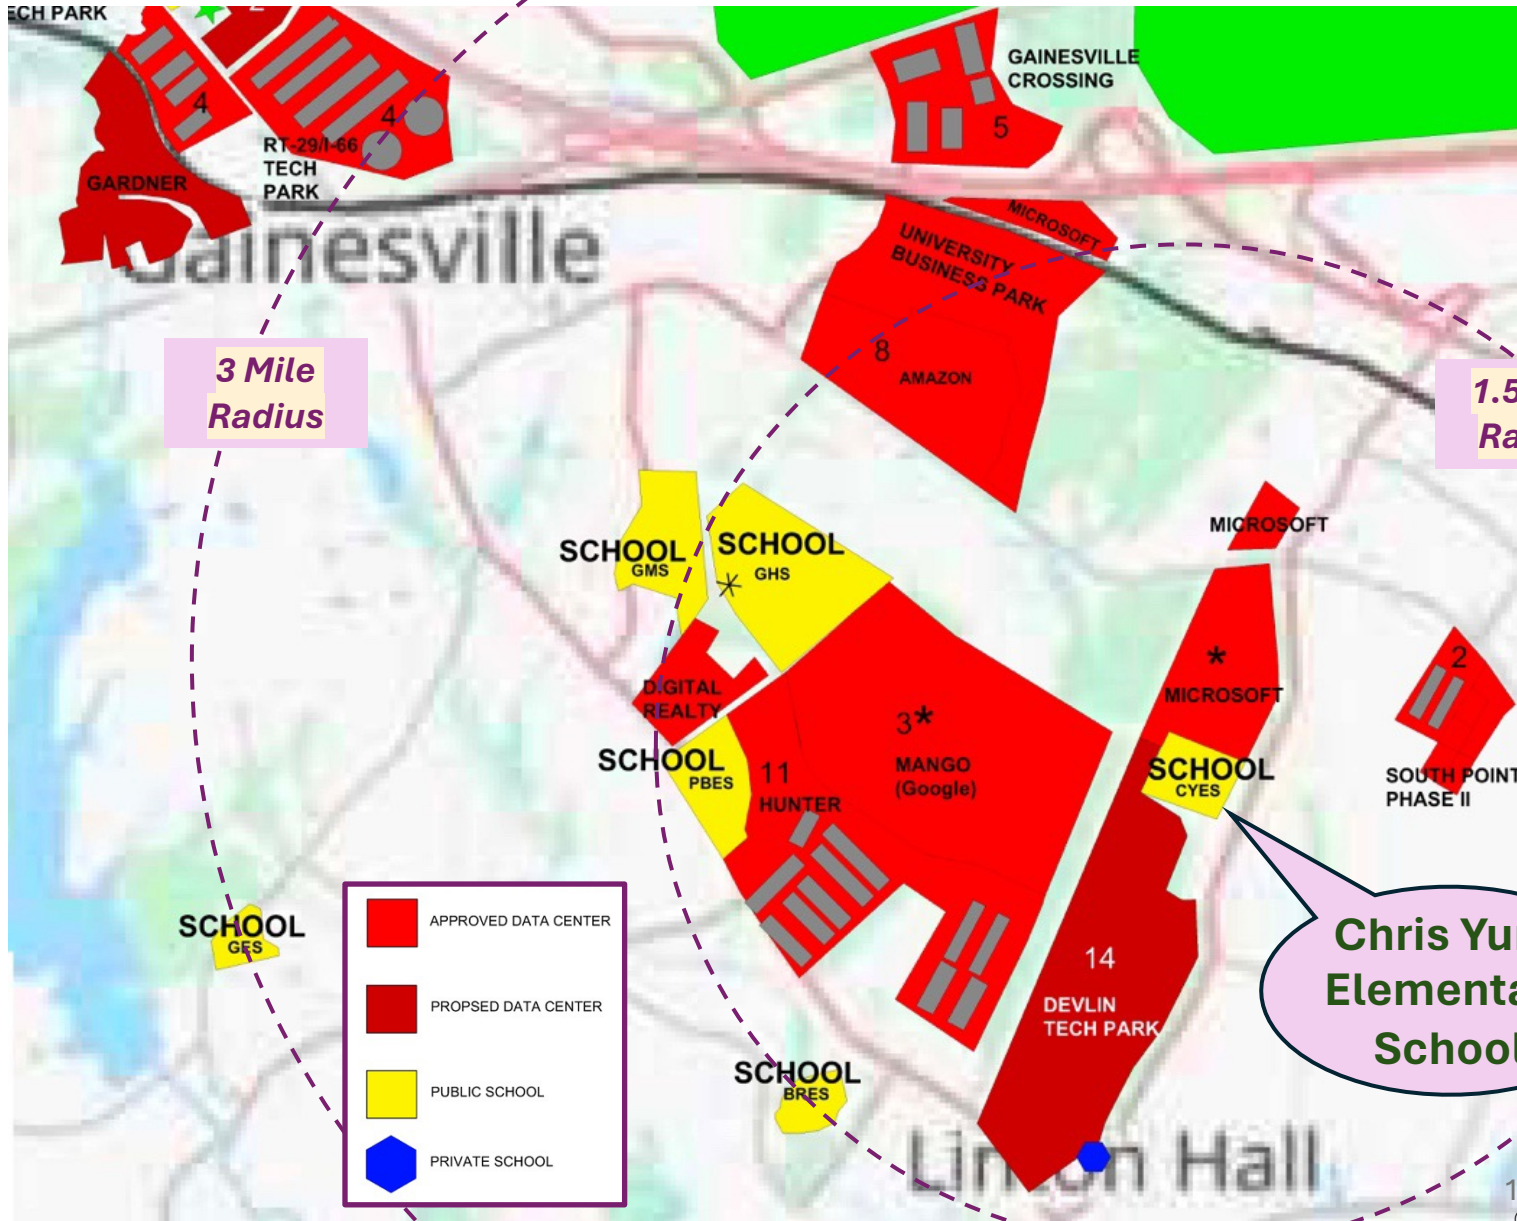 ECH PARK
2
GAINESVILLE
CROSSING
4
4
5
RT-29/I-66
TECH
PARK
GARDNER
Gainesville
MICROSOFT
UNIVERSITY
BUSINESS PARK
3 Mile
Radius
8
AMAZON
1.5
Ra
MICROSOFT
SCHOOL
GMS
SCHOOL
GHS
*
MICROSOFT
2
DIGITAL
REALTY
3*
MANGO
(Google)
SCHOOL
PBES
11
HUNTER
SCHOOL
CYES
SOUTH POINT
PHASE II
SCHOOL
GES
APPROVED DATA CENTER
PROPSED DATA CENTER
PUBLIC SCHOOL
PRIVATE SCHOOL
14
DEVLIN
TECH PARK
Chris Yu
Elementa
School
SCHOOL
BRES
Linton Hall
1